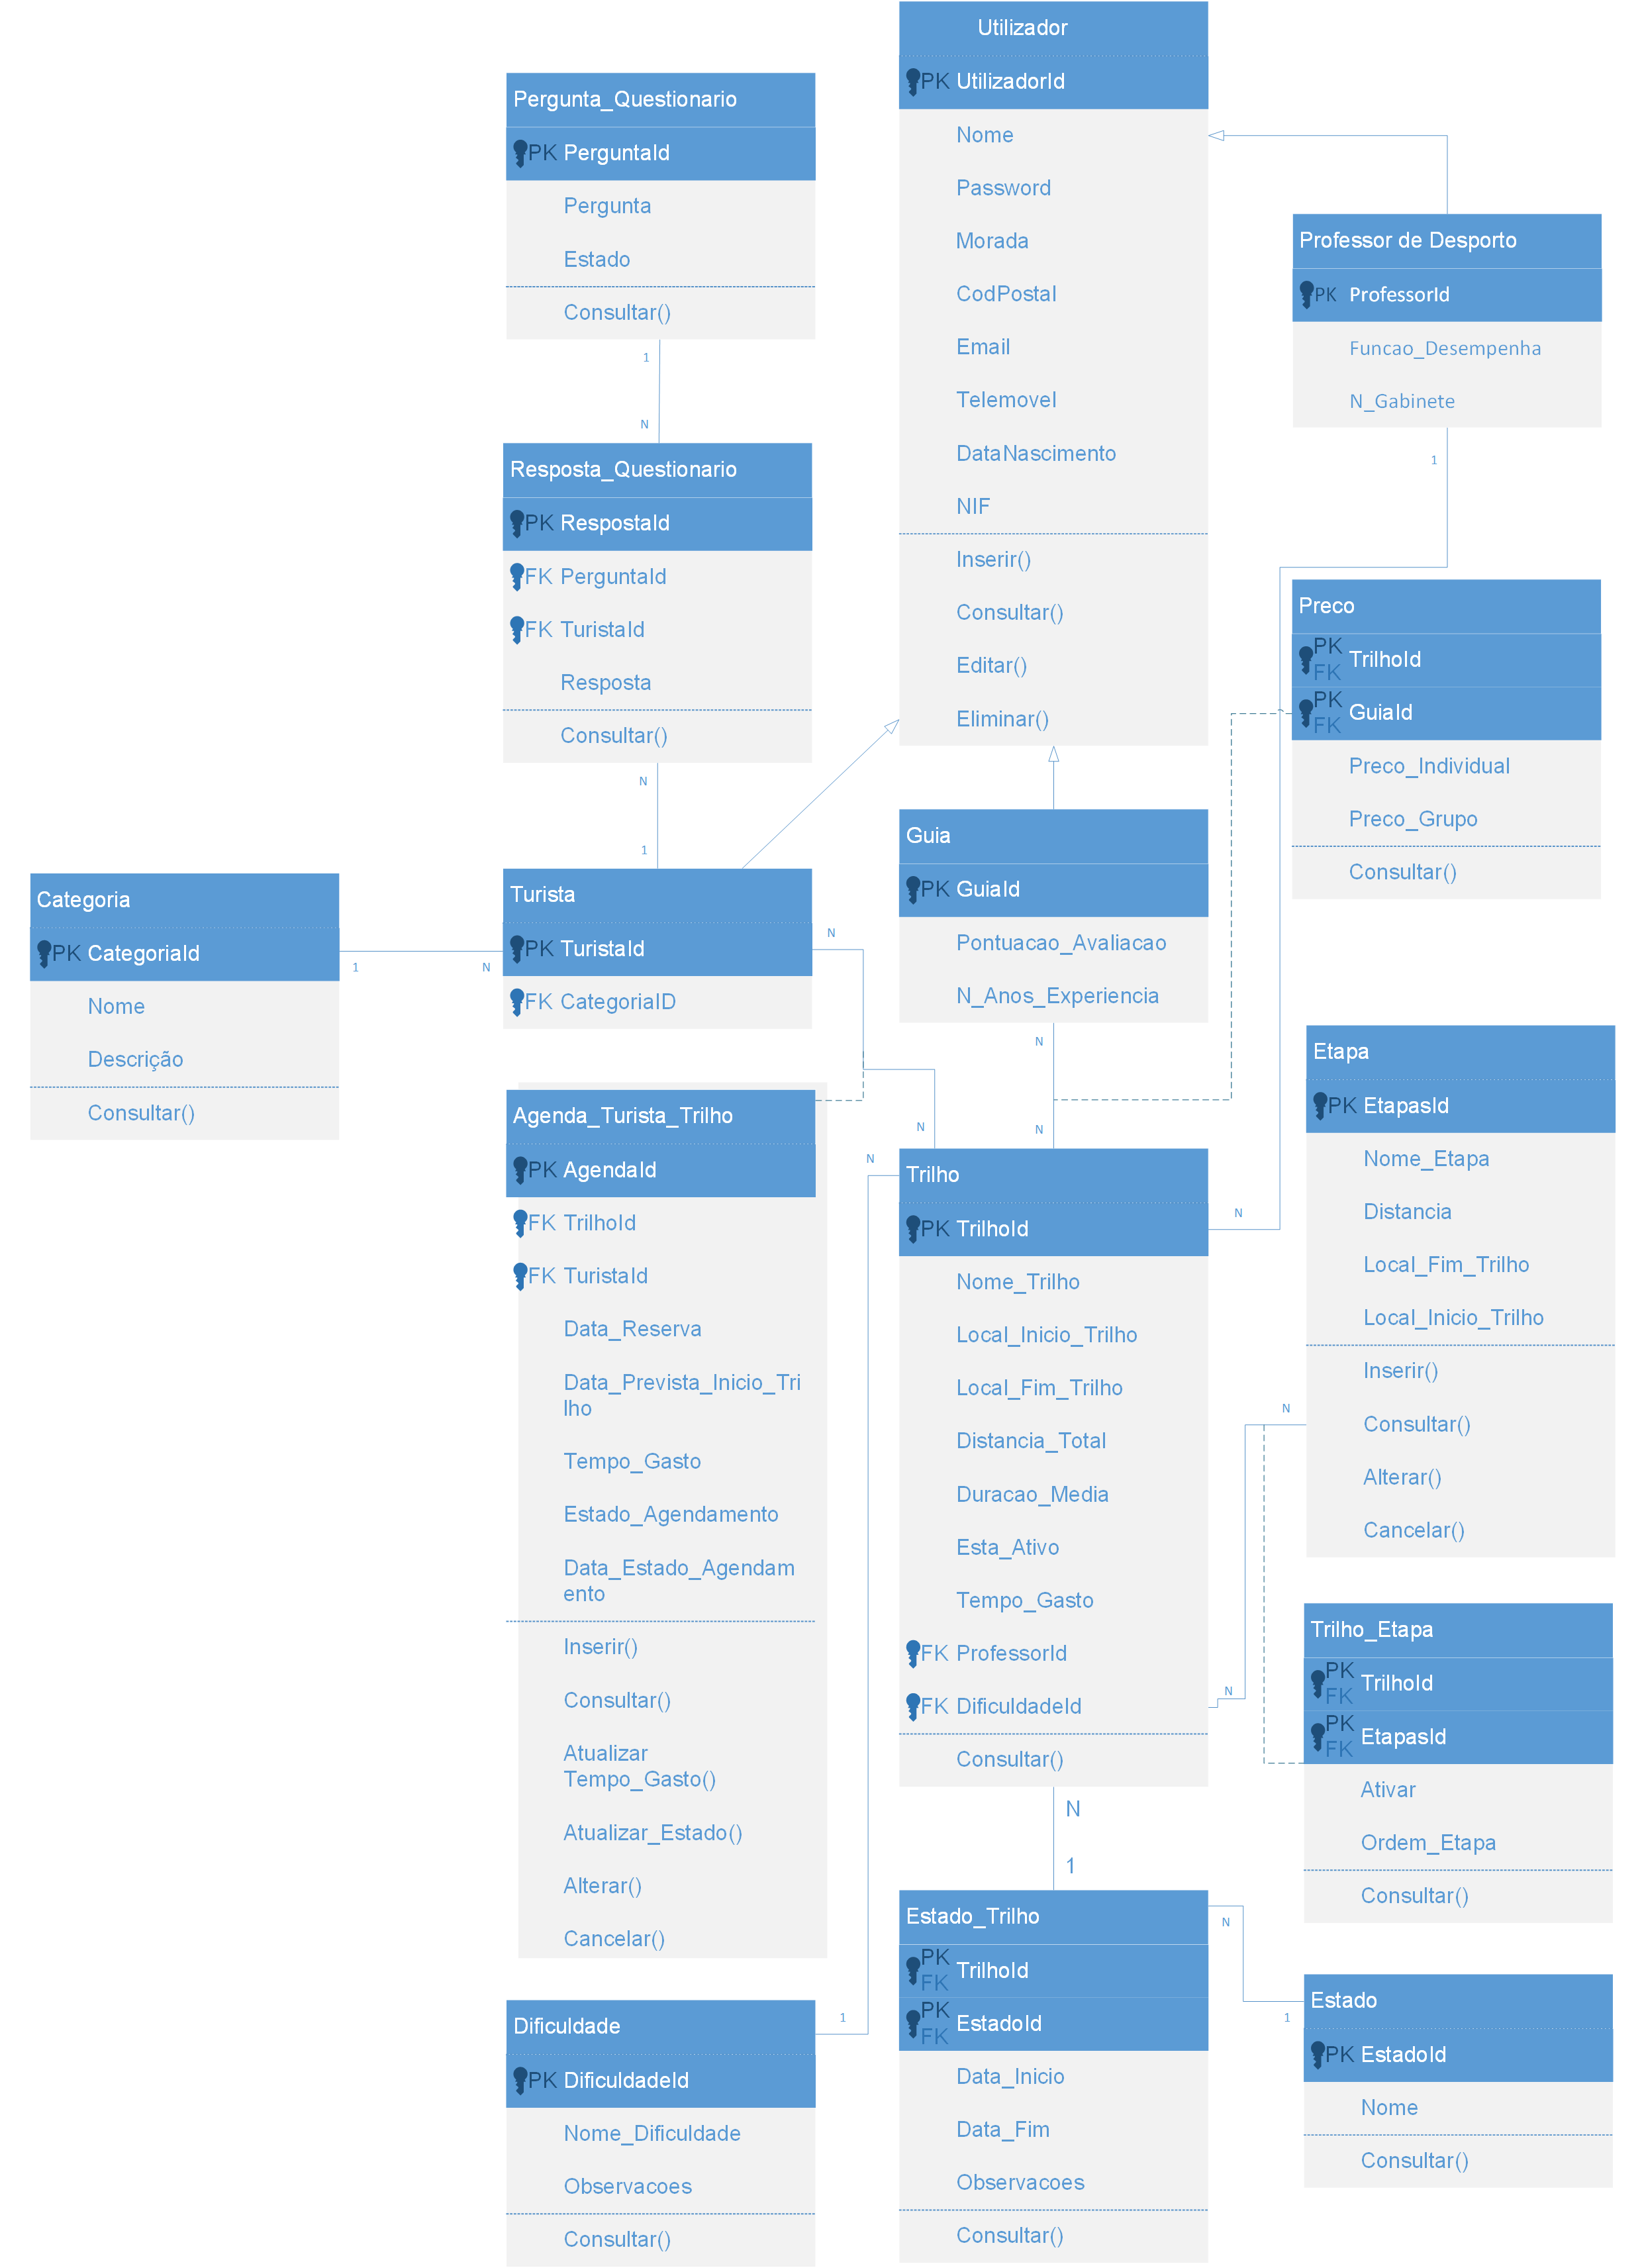 Utilizador
PK UtilizadorId
Nome
Password
Morada
CodPostal
Email
Telemovel
DataNascimento
NIF
Inserir()
Consultar()
Editar()
Eliminar()
Pergunta_Questionario
PK PerguntaId
Pergunta
Estado
Consultar()
1
N
Resposta_Questionario
PK RespostaId
FK PerguntaId
FK TuristaId
Resposta
Consultar()
N
1
Professor de Desporto
PK ProfessorId
Funcao_Desempenha
N_Gabinete
1
Preco
PK
FK
TrilhoId
PK
FK
GuiaId
Preco_Individual
Preco_Grupo
Consultar()
Guia
PK GuiaId
Pontuacao_Avaliacao
N_Anos_Experiencia
N
N
Categoria
PK CategoriaId
Nome
Descrição
Consultar()
1
N
Turista
PK TuristaId
FK CategoriaID
N
N
Agenda_Turista_Trilho
PK AgendaId
FK TrilhoId
FK TuristaId
Data_Reserva
Data_Prevista_Inicio_Tri
lho
Tempo_Gasto
Estado_Agendamento
Data_Estado_Agendam
ento
Inserir()
Consultar()
Atualizar
Tempo_Gasto()
Atualizar_Estado()
Alterar()
Cancelar()
N
Trilho
PK TrilhoId
Nome_Trilho
Local_Inicio_Trilho
Local_Fim_Trilho
Distancia_Total
Duracao_Media
Esta_Ativo
Tempo_Gasto
FK ProfessorId
FK DificuldadeId
Consultar()
N
N
N
1
Etapa
PK EtapasId
Nome_Etapa
Distancia
Local_Fim_Trilho
Local_Inicio_Trilho
Inserir()
Consultar()
Alterar()
Cancelar()
N
Trilho_Etapa
PK
FK
TrilhoId
PK
FK
EtapasId
Ativar
Ordem_Etapa
Consultar()
Estado_Trilho
PK
FK
TrilhoId
PK
FK
EstadoId
Data_Inicio
Data_Fim
Observacoes
Consultar()
N
1
Estado
PK EstadoId
Nome
Consultar()
Dificuldade
PK DificuldadeId
Nome_Dificuldade
Observacoes
Consultar()
1